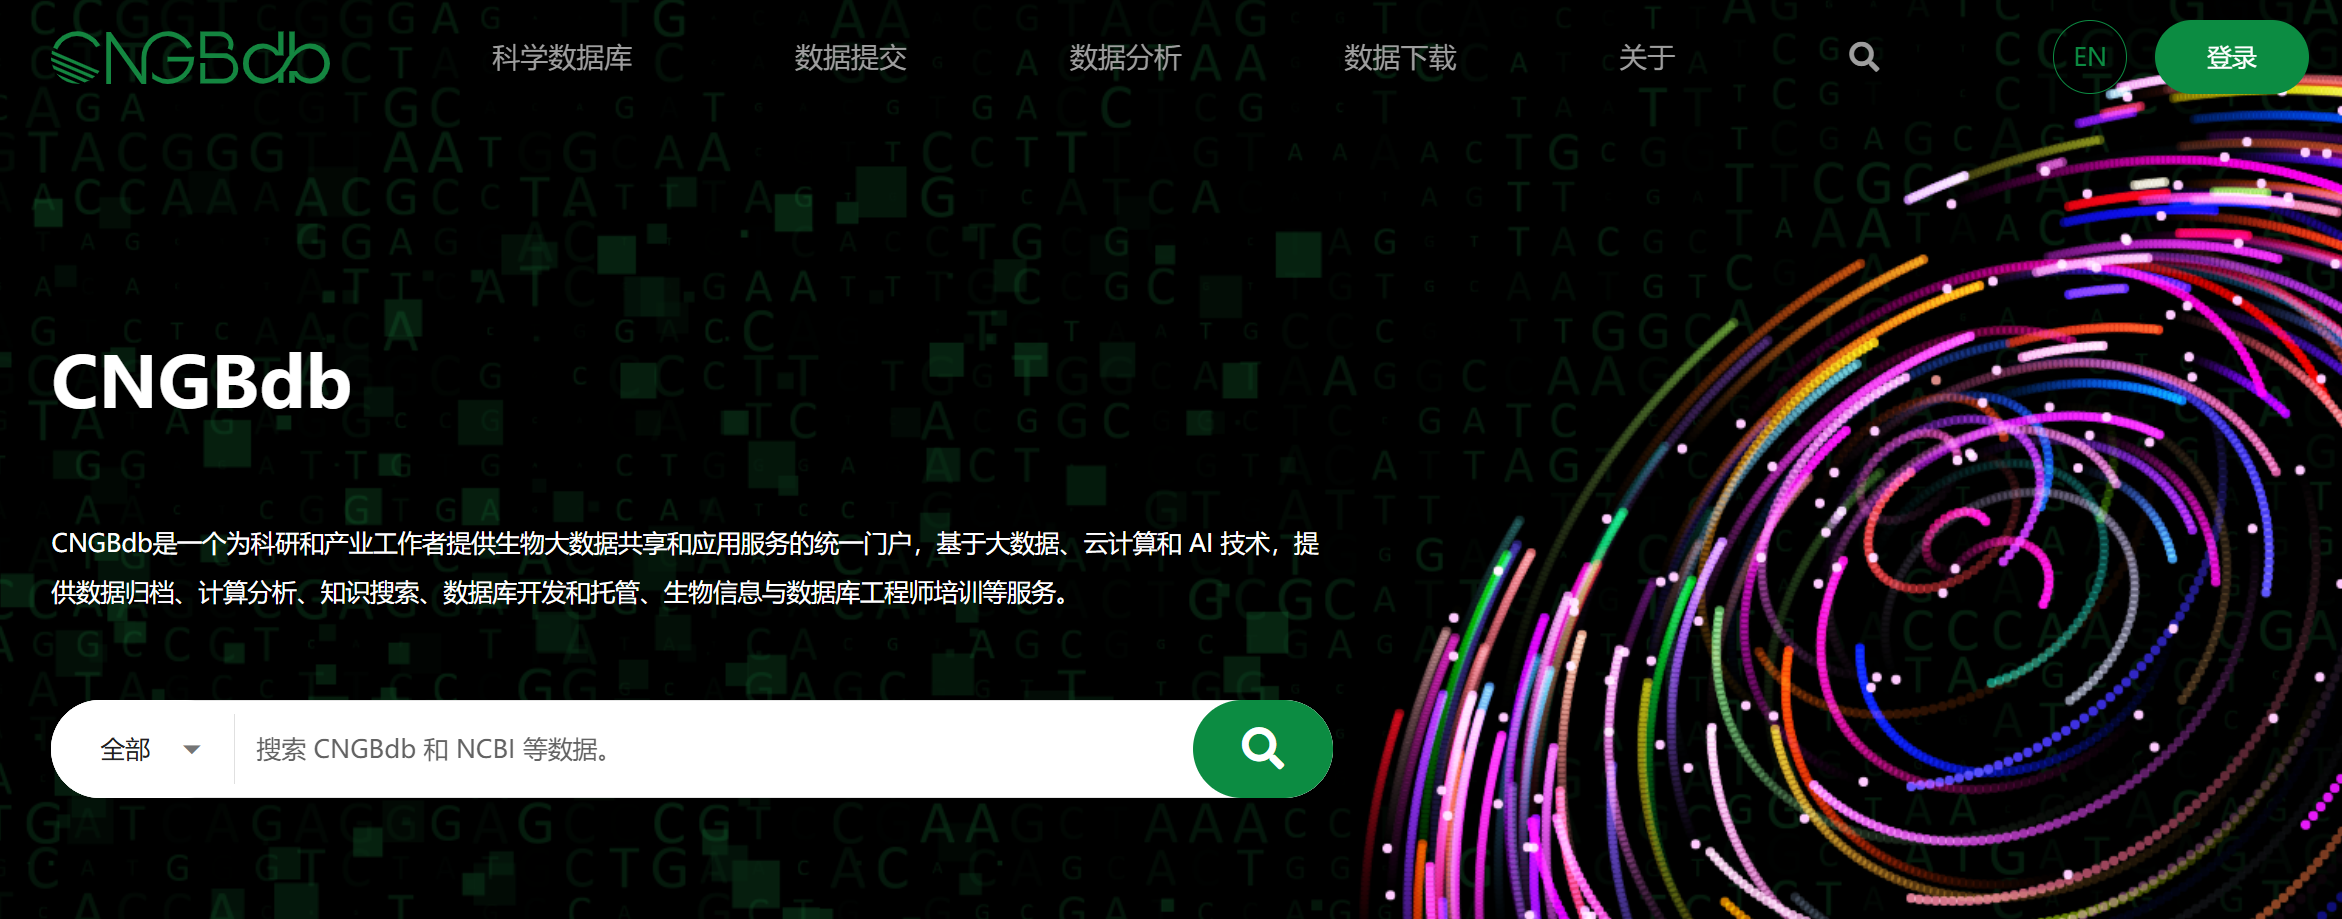 CNGBdb
科学数据库
数据提交
数据分析
数据下载
关于
EN
登录
CNGBdb
CNGBdb是一个为科研和产业工作者提供生物大数据共享和应用服务的统一门户，基于大数据、云计算和 AI 技术，提
供数据归档、计算分析、知识搜索、数据库开发和托管、生物信息与数据库工程师培训等服务。
全部
搜索 CNGBdb 和 NCBI 等数据。